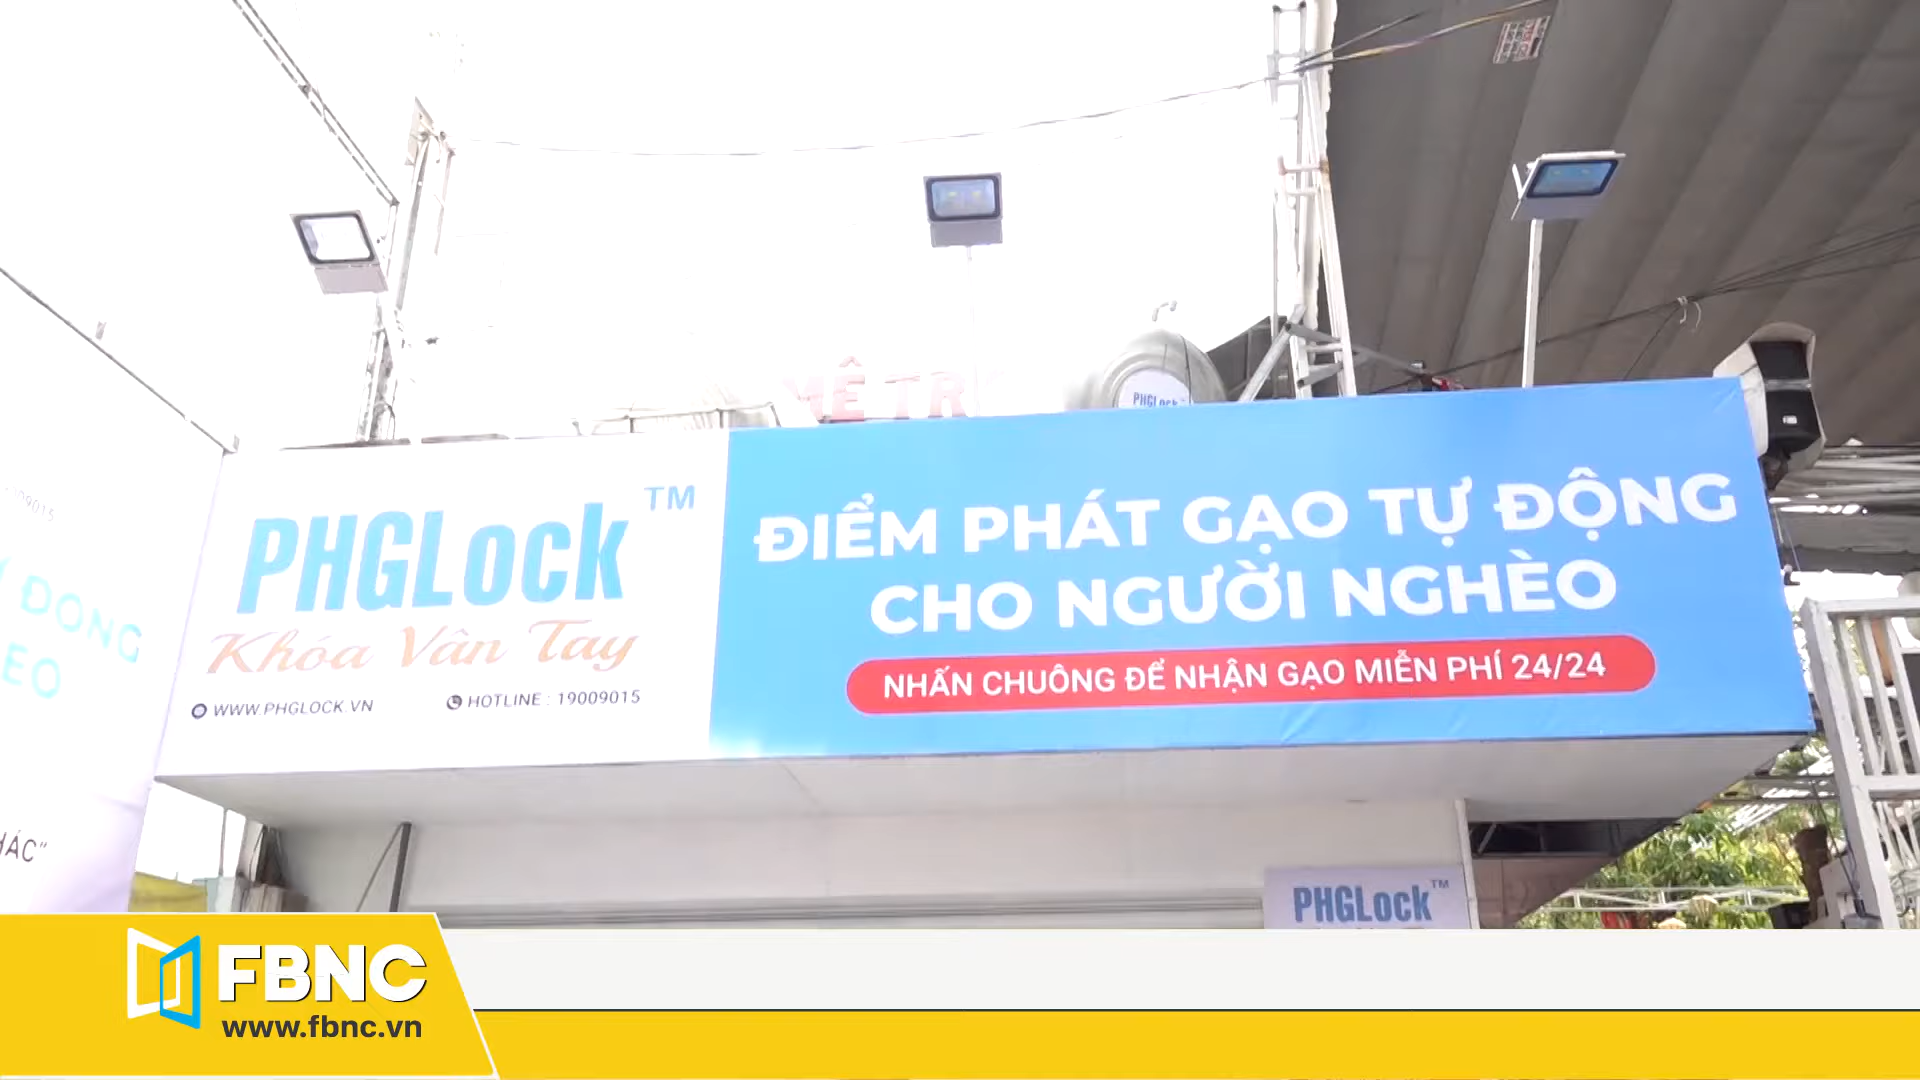 PHGLock
PHGLock™
Khóa Vân Tay
WWW.PHGLOCK.VN
HOTLINE : 19009015
ĐIỂM PHÁT GẠO TỰ ĐỘNG
CHO NGƯỜI NGHÈO
NHẤN CHUÔNG ĐỂ NHẬN GẠO MIỄN PHÍ 24/24
PHGLock™
FBNC
www.fbnc.vn